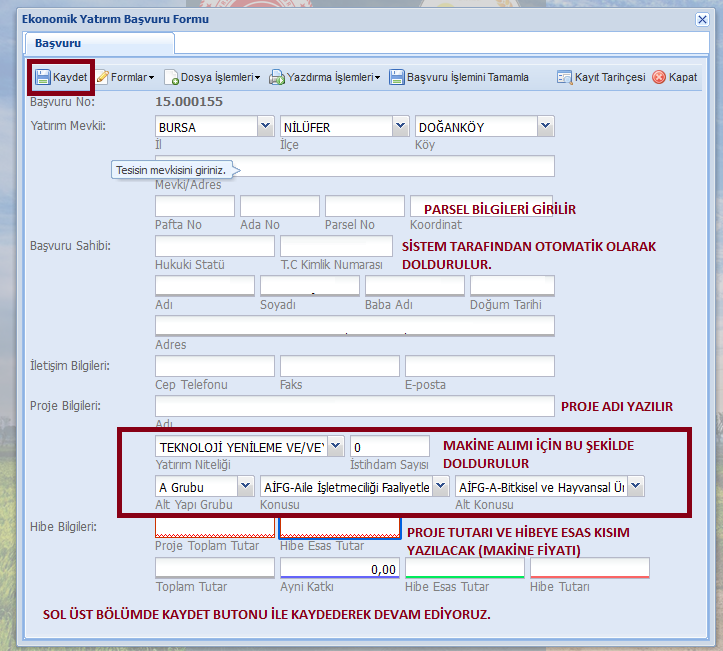 Ekonomik Yatırım Başvuru Formu
Başvuru
Kaydet Formlar Dosya İşlemleri Yazdırma İşlemleri Başvuru İşlemini Tamamla Kayıt Tarihçesi Kapat
Başvuru No: 15.000155
Yatırım Mevkii: BURSA NİLÜFER DOĞANKÖY
İl İlçe Köy
Tesisin mevkisini giriniz.
Mevki/Adres
PARSEL BİLGİLERİ GİRİLİR
Pafta No Ada No Parsel No Koordinat
Başvuru Sahibi: SİSTEM TARAFINDAN OTOMATİK OLARAK
Hukuki Statü T.C Kimlik Numarası DOLDURULUR.
Adı Soyadı Baba Adı Doğum Tarihi
Adres
İletişim Bilgileri:
Cep Telefonu Faks E-posta
Proje Bilgileri: PROJE ADI YAZILIR
Adı
TEKNOLOJİ YENİLEME VE/VEY 0 MAKİNE ALIMI İÇİN BU ŞEKİLDE
Yatırım Niteliği İstihdam Sayısı DOLDURULUR
A Grubu AİFG-Aile İşletmeciliği Faaliyetle AİFG-A-Bitkisel ve Hayvansal Ür
Alt Yapı Grubu Konusu Alt Konusu
Hibe Bilgileri: PROJE TUTARI VE HİBEYE ESAS KISIM
Proje Toplam Tutar Hibe Esas Tutar YAZILACAK (MAKİNE FİYATI)
0,00
Toplam Tutar Ayni Katkı Hibe Esas Tutar Hibe Tutarı
SOL ÜST BÖLÜMDE KAYDET BUTONU İLE KAYDEDEREK DEVAM EDİYORUZ.